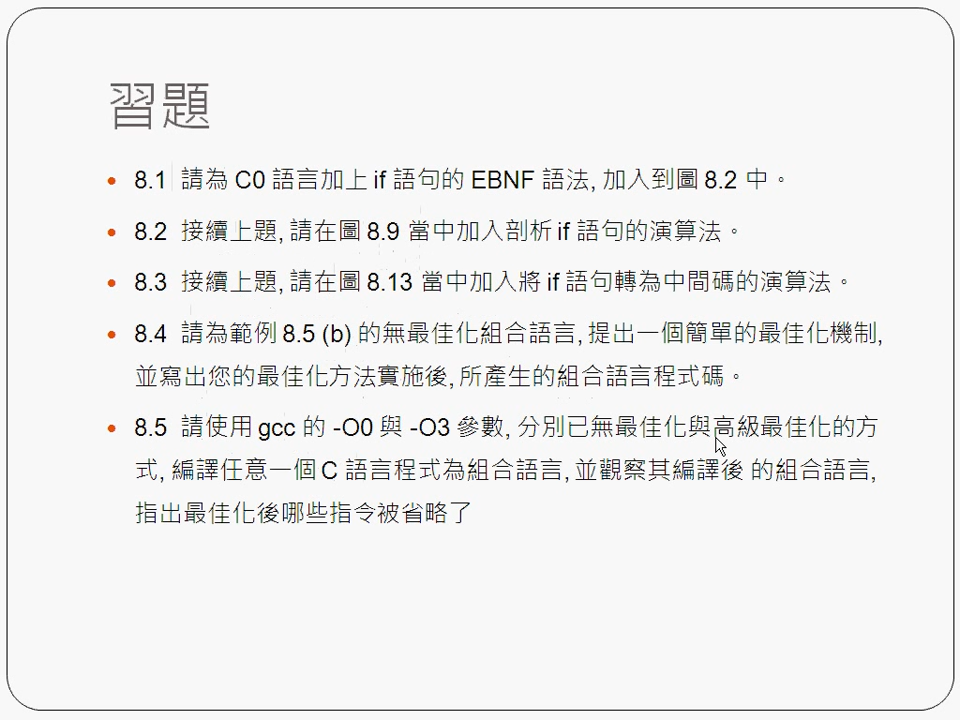 習題
8.1 請為 C0 語言加上 if 語句的 EBNF 語法, 加入到圖 8.2 中。
8.2 接續上題, 請在圖 8.9 當中加入剖析 if 語句的演算法。
8.3 接續上題, 請在圖 8.13 當中加入將 if 語句轉為中間碼的演算法。
8.4 請為範例 8.5 (b) 的無最佳化組合語言, 提出一個簡單的最佳化機制,
並寫出您的最佳化方法實施後, 所產生的組合語言程式碼。
8.5 請使用 gcc 的 -O0 與 -O3 參數, 分別已無最佳化與高級最佳化的方
式, 編譯任意一個 C 語言程式為組合語言, 並觀察其編譯後 的組合語言,
指出最佳化後哪些指令被省略了